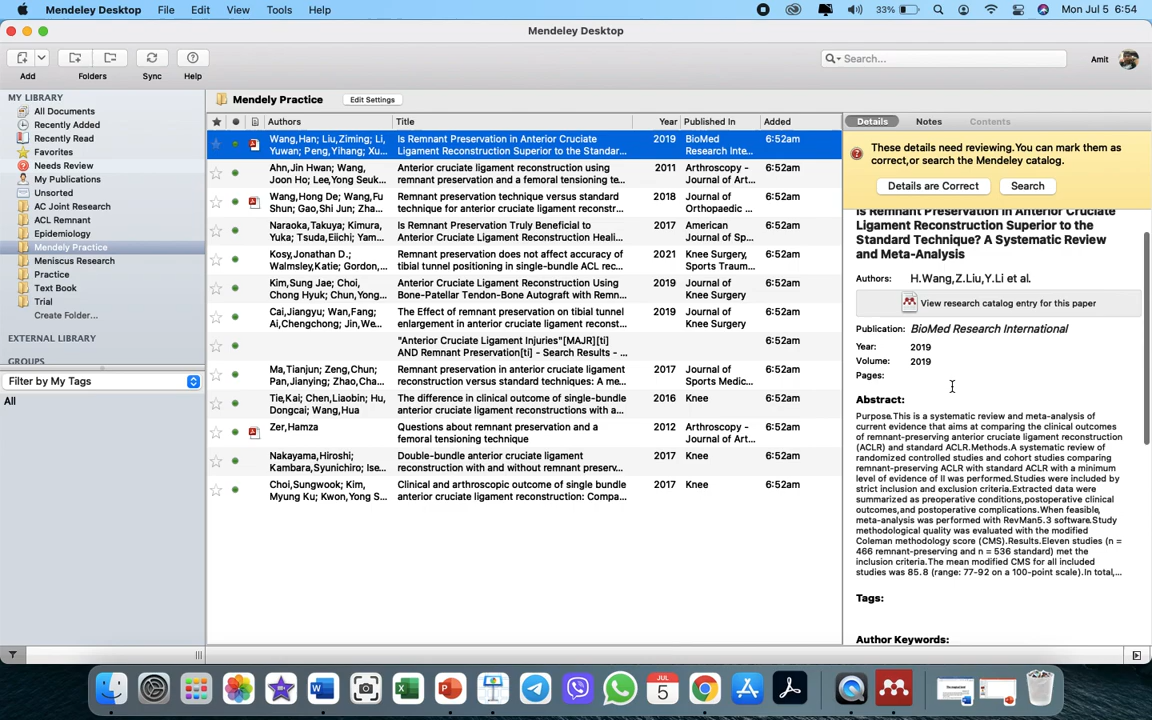 Mendeley Desktop File Edit View Tools Help 33% Mon Jul 5 6:54
Mendeley Desktop
Search...
Amit
Add Folders Sync Help
MY LIBRARY
All Documents
Recently Added
Recently Read
Favorites
Needs Review
My Publications
Unsorted
AC Joint Research
ACL Remnant
Epidemiology
Mendely Practice
Meniscus Research
Practice
Text Book
Trial
Create Folder...
EXTERNAL LIBRARY
GROUPS
Filter by My Tags
All
Mendely Practice Edit Settings
Authors Title Year Published In Added
Wang,Han; Liu,Ziming; Li, Is Remnant Preservation in Anterior Cruciate 2019 BioMed 6:52am
Yuwan; Peng,Yihang; Xu... Ligament Reconstruction Superior to the Standar... Research Inte...
Ahn,Jin Hwan; Wang, Anterior cruciate ligament reconstruction using 2011 Arthroscopy - 6:52am
Joon Ho; Lee,Yong Seuk... remnant preservation and a femoral tensioning te... Journal of Art...
Wang,Hong De; Wang,Fu Remnant preservation technique versus standard 2018 Journal of 6:52am
Shun; Gao,Shi Jun; Zha... technique for anterior cruciate ligament reconstr... Orthopaedic ...
Naraoka,Takuya; Kimura, Is Remnant Preservation Truly Beneficial to 2017 American 6:52am
Yuka; Tsuda,Eiichi; Yam... Anterior Cruciate Ligament Reconstruction Heali... Journal of Sp...
Kosy,Jonathan D.; Remnant preservation does not affect accuracy of 2021 Knee Surgery, 6:52am
Walmsley,Katie; Gordon,... tibial tunnel positioning in single-bundle ACL rec... Sports Traum...
Kim,Sung Jae; Choi, Anterior Cruciate Ligament Reconstruction Using 2019 Journal of 6:52am
Chong Hyuk; Chun,Yong... Bone-Patellar Tendon-Bone Autograft with Remn... Knee Surgery
Cai,Jiangyu; Wan,Fang; The Effect of remnant preservation on tibial tunnel 2019 Journal of 6:52am
Ai,Chengchong; Jin,We... enlargement in anterior cruciate ligament reconst... Knee Surgery
"Anterior Cruciate Ligament Injuries"[MAJR][ti] 6:52am
AND Remnant Preservation[ti] - Search Results - ...
Ma,Tianjun; Zeng,Chun; Remnant preservation in anterior cruciate ligament 2017 Journal of 6:52am
Pan,Jianying; Zhao,Cha... reconstruction versus standard techniques: A me... Sports Medic...
Tie,Kai; Chen,Liaobin; Hu, The difference in clinical outcome of single-bundle 2016 Knee 6:52am
Dongcai; Wang,Hua anterior cruciate ligament reconstructions with a...
Zer,Hamza Questions about remnant preservation and a 2012 Arthroscopy - 6:52am
femoral tensioning technique Journal of Art...
Nakayama,Hiroshi; Double-bundle anterior cruciate ligament 2017 Knee 6:52am
Kambara,Syunichiro; Ise... reconstruction with and without remnant preserv...
Choi,Sungwook; Kim, Clinical and arthroscopic outcome of single bundle 2017 Knee 6:52am
Myung Ku; Kwon,Yong S... anterior cruciate ligament reconstruction: Compa...
Details Notes Contents
These details need reviewing.You can mark them as
correct,or search the Mendeley catalog.
Details are Correct Search
Is Remnant Preservation in Anterior Cruciate
Ligament Reconstruction Superior to the
Standard Technique? A Systematic Review
and Meta-Analysis
Authors: H.Wang,Z.Liu,Y.Li et al.
View research catalog entry for this paper
Publication: BioMed Research International
Year: 2019
Volume: 2019
Pages:
Abstract:
Purpose.This is a systematic review and meta-analysis of
current evidence that aims at comparing the clinical outcomes
of remnant-preserving anterior cruciate ligament reconstruction
(ACLR) and standard ACLR.Methods.A systematic review of
randomized controlled studies and cohort studies comparing
remnant-preserving ACLR with standard ACLR with a minimum
level of evidence of II was performed.Studies were included by
strict inclusion and exclusion criteria.Extracted data were
summarized as preoperative conditions,postoperative clinical
outcomes,and postoperative complications.When feasible,
meta-analysis was performed with RevMan5.3 software.Study
methodological quality was evaluated with the modified
Coleman methodology score (CMS).Results.Eleven studies (n =
466 remnant-preserving and n = 536 standard) met the
inclusion criteria.The mean modified CMS for all included
studies was 85.8 (range: 77-92 on a 100-point scale).In total,...
Tags:
Author Keywords:
JUL
5